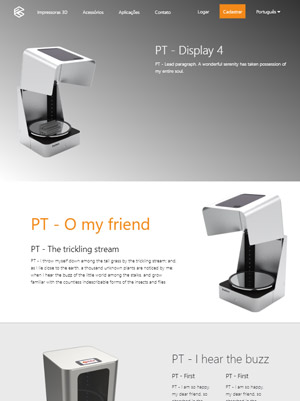 Impressoras 3D Acessórios Aplicações Contato Logar Cadastrar Português
PT - Display 4
PT - Lead paragraph. A wonderful serenity has taken possession of
my entire soul.
PT - O my friend
PT - The trickling stream
PT - I throw myself down among the tall grass by the trickling stream; and,
as I lie close to the earth, a thousand unknown plants are noticed by me:
when I hear the buzz of the little world among the stalks, and grow
familiar with the countless indescribable forms of the insects and flies
PT - I hear the buzz
PT - First
PT - I am so happy,
my dear friend, so
PT - First
PT - I am so happy,
my dear friend, so